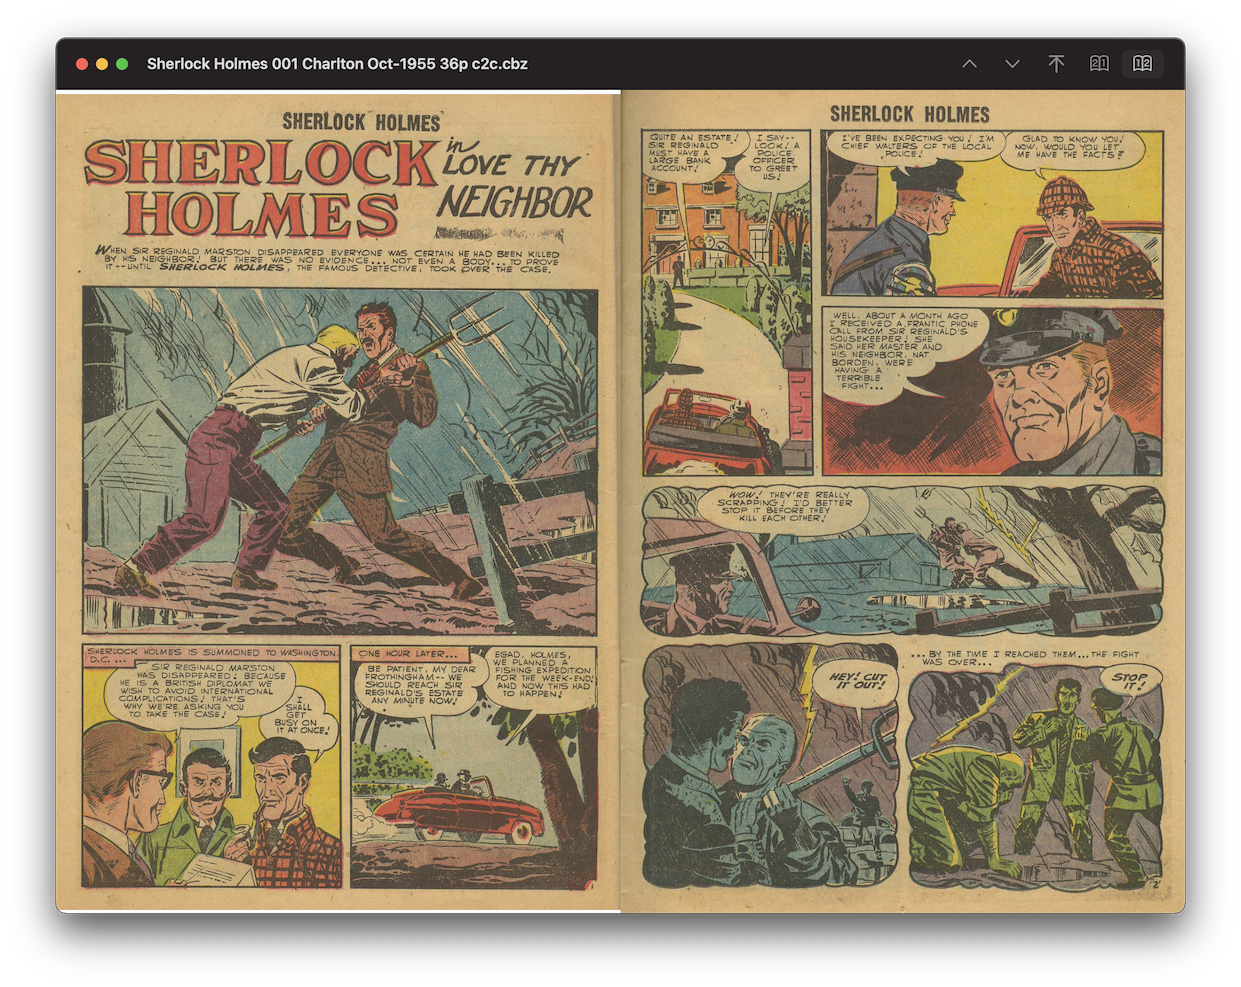 Sherlock Holmes 001 Charlton Oct-1955 36p c2c.cbz
SHERLOCK HOLMES
SHERLOCK
HOLMES
in
LOVE THY
NEIGHBOR
WHEN SIR REGINALD MARSTON DISAPPEARED EVERYONE WAS CERTAIN HE HAD BEEN KILLED
BY HIS NEIGHBOR! BUT THERE WAS NO EVIDENCE... NOT EVEN A BODY... TO PROVE
IT--UNTIL SHERLOCK HOLMES, THE FAMOUS DETECTIVE, TOOK OVER THE CASE.
SHERLOCK HOLMES IS SUMMONED TO WASHINGTON
D.C. ...
SIR REGINALD MARSTON
HAS DISAPPEARED! BECAUSE
HE IS A BRITISH DIPLOMAT WE
WISH TO AVOID INTERNATIONAL
COMPLICATIONS! THAT'S
WHY WE'RE ASKING YOU
TO TAKE THE CASE!
I
SHALL
GET
BUSY ON
IT AT ONCE!
ONE HOUR LATER...
BE PATIENT, MY DEAR
FROTHINGHAM-- WE
SHOULD REACH SIR
REGINALD'S ESTATE
ANY MINUTE NOW!
EGAD, HOLMES,
WE PLANNED A
FISHING EXPEDITION
FOR THE WEEK-END!
AND NOW THIS HAD
TO HAPPEN!
SHERLOCK HOLMES
QUITE AN ESTATE!
SIR REGINALD
MUST HAVE A
LARGE BANK
ACCOUNT!
I SAY--
LOOK! A
POLICE
OFFICER
TO GREET
US!
I'VE BEEN EXPECTING YOU! I'M
CHIEF WALTERS OF THE LOCAL
POLICE!
GLAD TO KNOW YOU!
NOW, WOULD YOU LET
ME HAVE THE FACTS?
WELL, ABOUT A MONTH AGO
I RECEIVED A FRANTIC PHONE
CALL FROM SIR REGINALD'S
HOUSEKEEPER! SHE
SAID HER MASTER AND
HIS NEIGHBOR, NAT
BORDEN, WERE
HAVING A
TERRIBLE
FIGHT...
WOW! THEY'RE REALLY
SCRAPPING! I'D BETTER
STOP IT BEFORE THEY
KILL EACH OTHER!
HEY! CUT
IT OUT!
...BY THE TIME I REACHED THEM...THE FIGHT
WAS OVER...
STOP
IT!
2